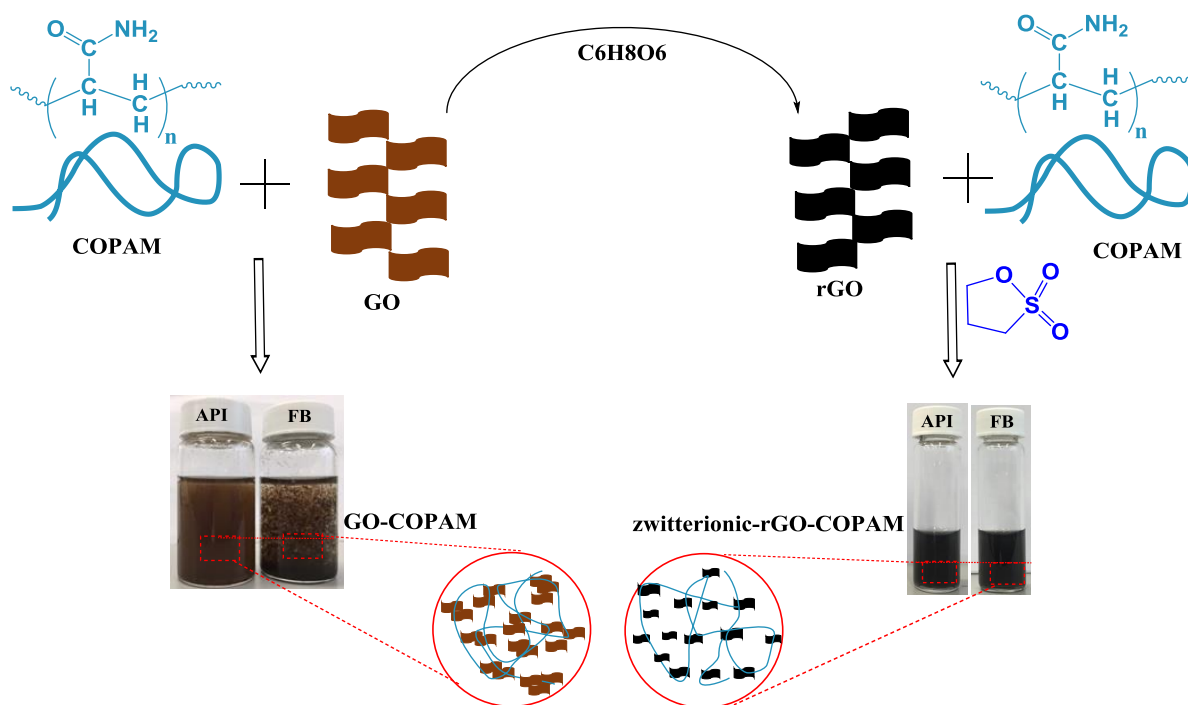 O
NH₂
C
C
H
H
C
H
n
COPAM
GO
C6H8O6
rGO
O
NH₂
C
C
H
H
C
H
n
COPAM
O
O
S
O
API
FB
GO-COPAM
zwitterionic-rGO-COPAM
API
FB